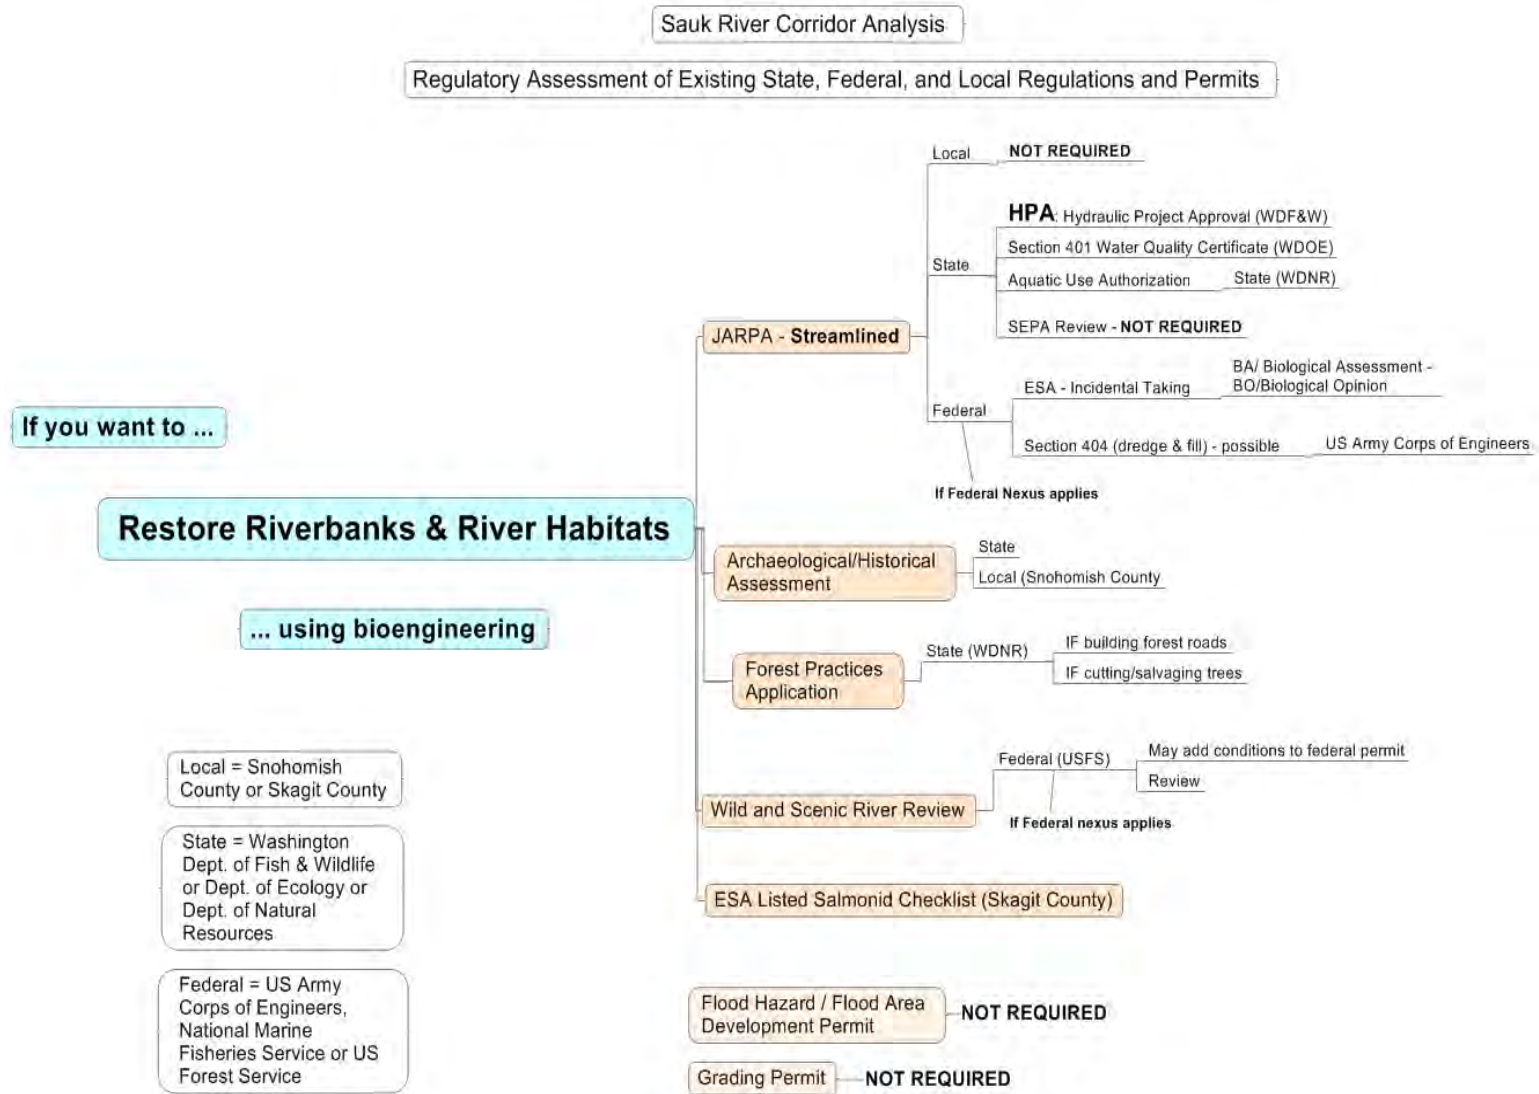 Sauk River Corridor Analysis
Regulatory Assessment of Existing State, Federal, and Local Regulations and Permits
If you want to ...
Restore Riverbanks & River Habitats
... using bioengineering
JARPA - Streamlined
Local
NOT REQUIRED
State
HPA: Hydraulic Project Approval (WDF&W)
Section 401 Water Quality Certificate (WDOE)
Aquatic Use Authorization
State (WDNR)
SEPA Review - NOT REQUIRED
Federal
ESA - Incidental Taking
BA/ Biological Assessment -
BO/Biological Opinion
Section 404 (dredge & fill) - possible
US Army Corps of Engineers
If Federal Nexus applies
Archaeological/Historical
Assessment
State
Local (Snohomish County
Forest Practices
Application
State (WDNR)
IF building forest roads
IF cutting/salvaging trees
Wild and Scenic River Review
Federal (USFS)
May add conditions to federal permit
Review
If Federal nexus applies
ESA Listed Salmonid Checklist (Skagit County)
Flood Hazard / Flood Area
Development Permit
NOT REQUIRED
Grading Permit
NOT REQUIRED
Local = Snohomish
County or Skagit County
State = Washington
Dept. of Fish & Wildlife
or Dept. of Ecology or
Dept. of Natural
Resources
Federal = US Army
Corps of Engineers,
National Marine
Fisheries Service or US
Forest Service